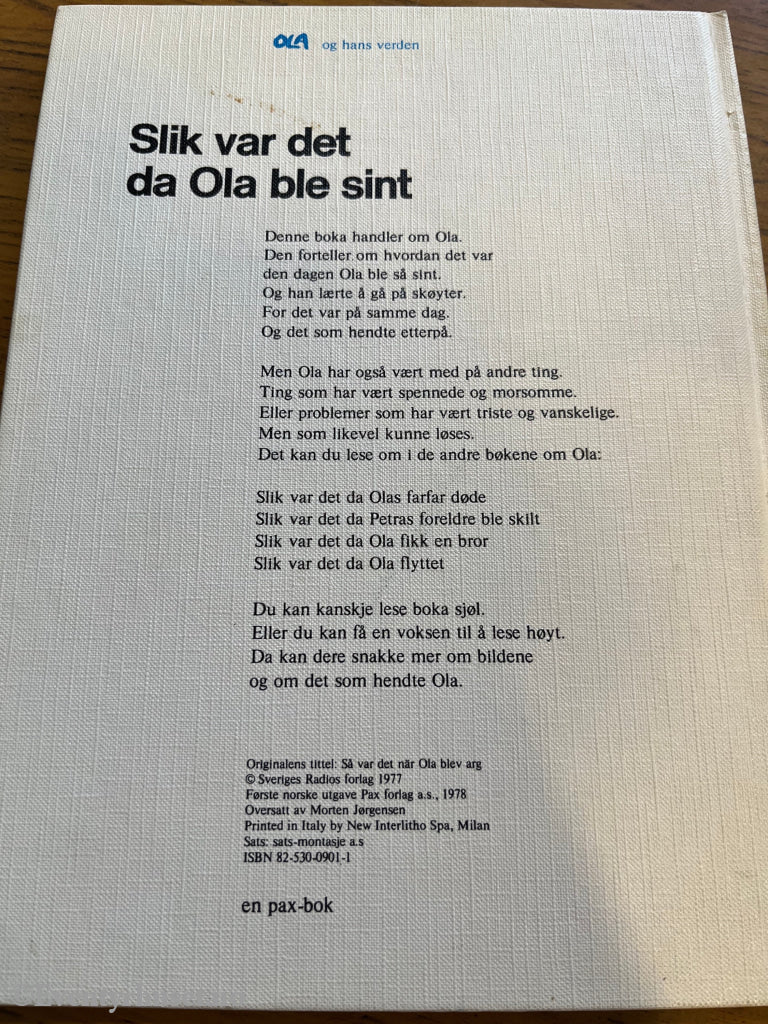 OLA og hans verden
Slik var det
da Ola ble sint
Denne boka handler om Ola.
Den forteller om hvordan det var
den dagen Ola ble så sint.
Og han lærte å gå på skøyter.
For det var på samme dag.
Og det som hendte etterpå.
Men Ola har også vært med på andre ting.
Ting som har vært spennede og morsomme.
Eller problemer som har vært triste og vanskelige.
Men som likevel kunne løses.
Det kan du lese om i de andre bøkene om Ola:
Slik var det da Olas farfar døde
Slik var det da Petras foreldre ble skilt
Slik var det da Ola fikk en bror
Slik var det da Ola flyttet
Du kan kanskje lese boka sjøl.
Eller du kan få en voksen til å lese høyt.
Da kan dere snakke mer om bildene
og om det som hendte Ola.
Originalens tittel: Så var det när Ola blev arg
© Sveriges Radios forlag 1977
Første norske utgave Pax forlag a.s., 1978
Oversatt av Morten Jørgensen
Printed in Italy by New Interlitho Spa, Milan
Sats: sats-montasje a.s
ISBN 82-530-0901-1
en pax-bok